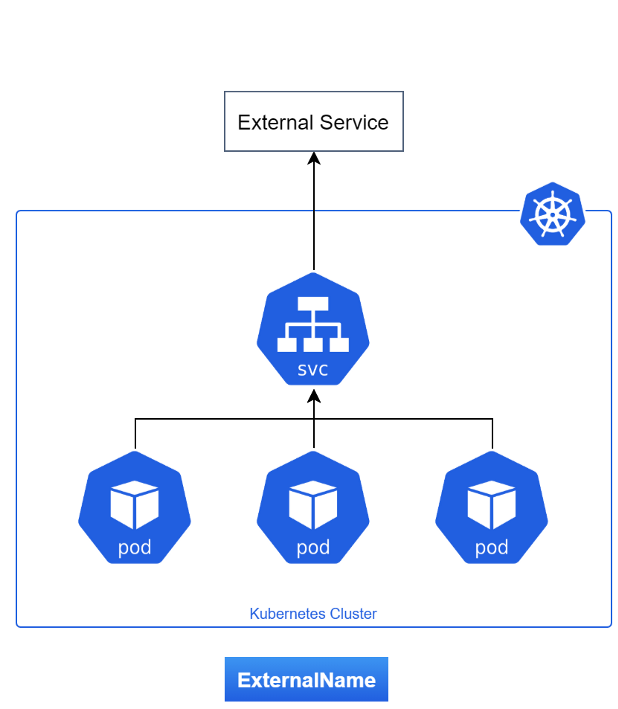 External Service
svc
pod
pod
pod
Kubernetes Cluster
ExternalName